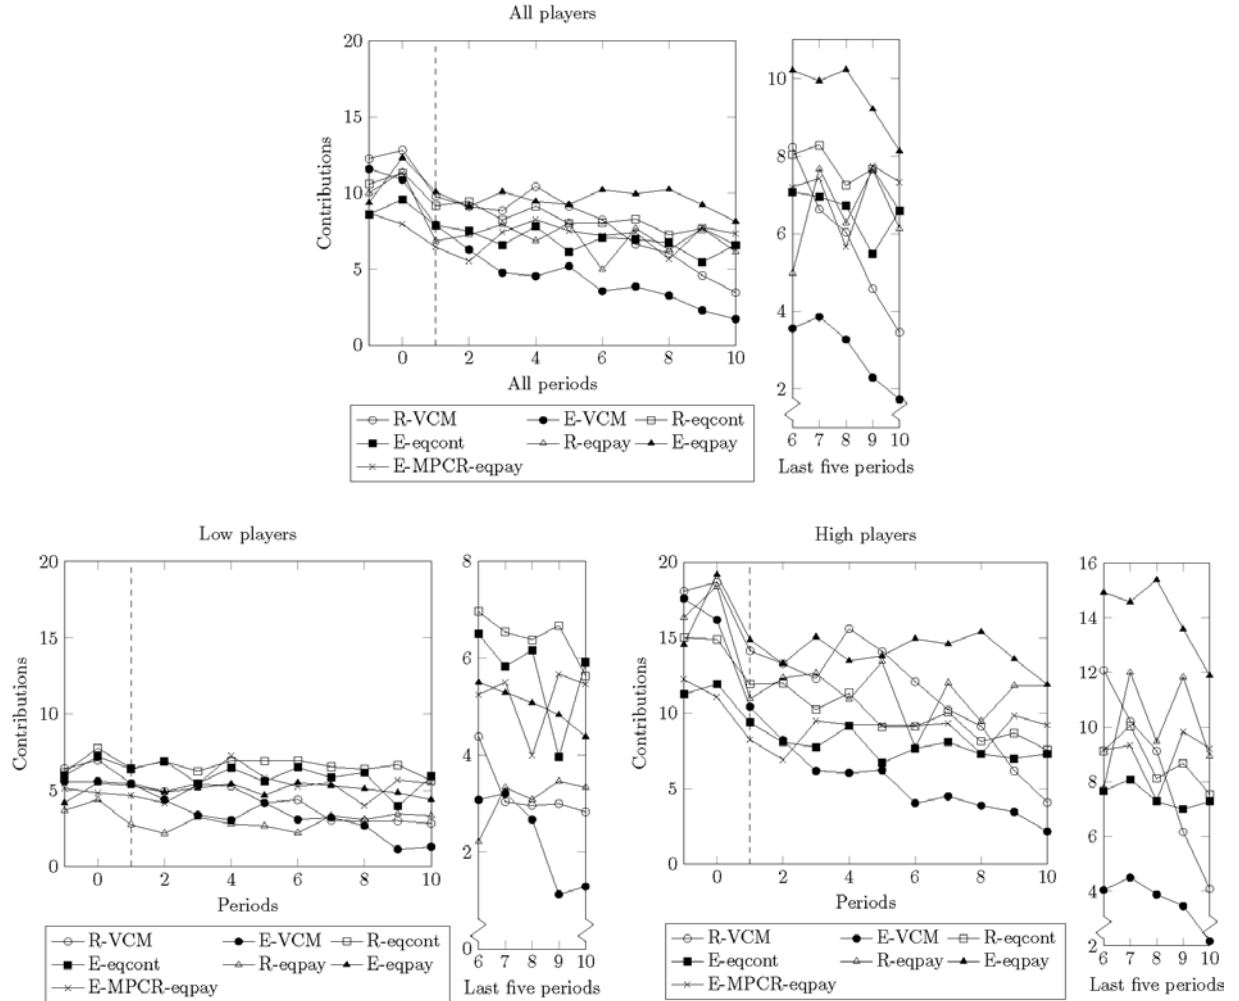 All players
20
15
10
5
0
Contributions
0 2 4 6 8 10
All periods
10
8
6
4
2
6 7 8 9 10
Last five periods
R-VCM E-VCM R-eqcont
E-eqcont R-eqpay E-eqpay
E-MPCR-eqpay
Low players
20
15
10
5
0
Contributions
0 2 4 6 8 10
Periods
8
6
4
2
0
6 7 8 9 10
Last five periods
R-VCM E-VCM R-eqcont
E-eqcont R-eqpay E-eqpay
E-MPCR-eqpay
High players
20
15
10
5
0
Contributions
0 2 4 6 8 10
Periods
16
14
12
10
8
6
4
2
6 7 8 9 10
Last five periods
R-VCM E-VCM R-eqcont
E-eqcont R-eqpay E-eqpay
E-MPCR-eqpay